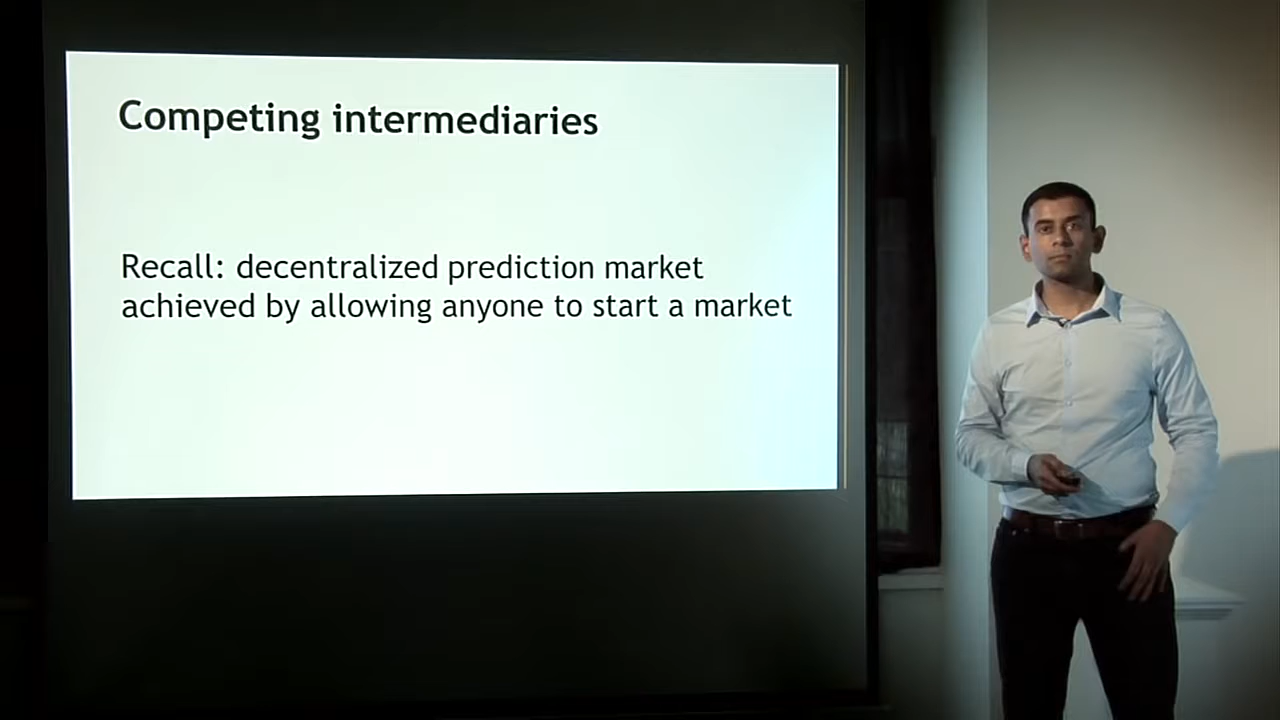 Competing intermediaries
Recall: decentralized prediction market
achieved by allowing anyone to start a market